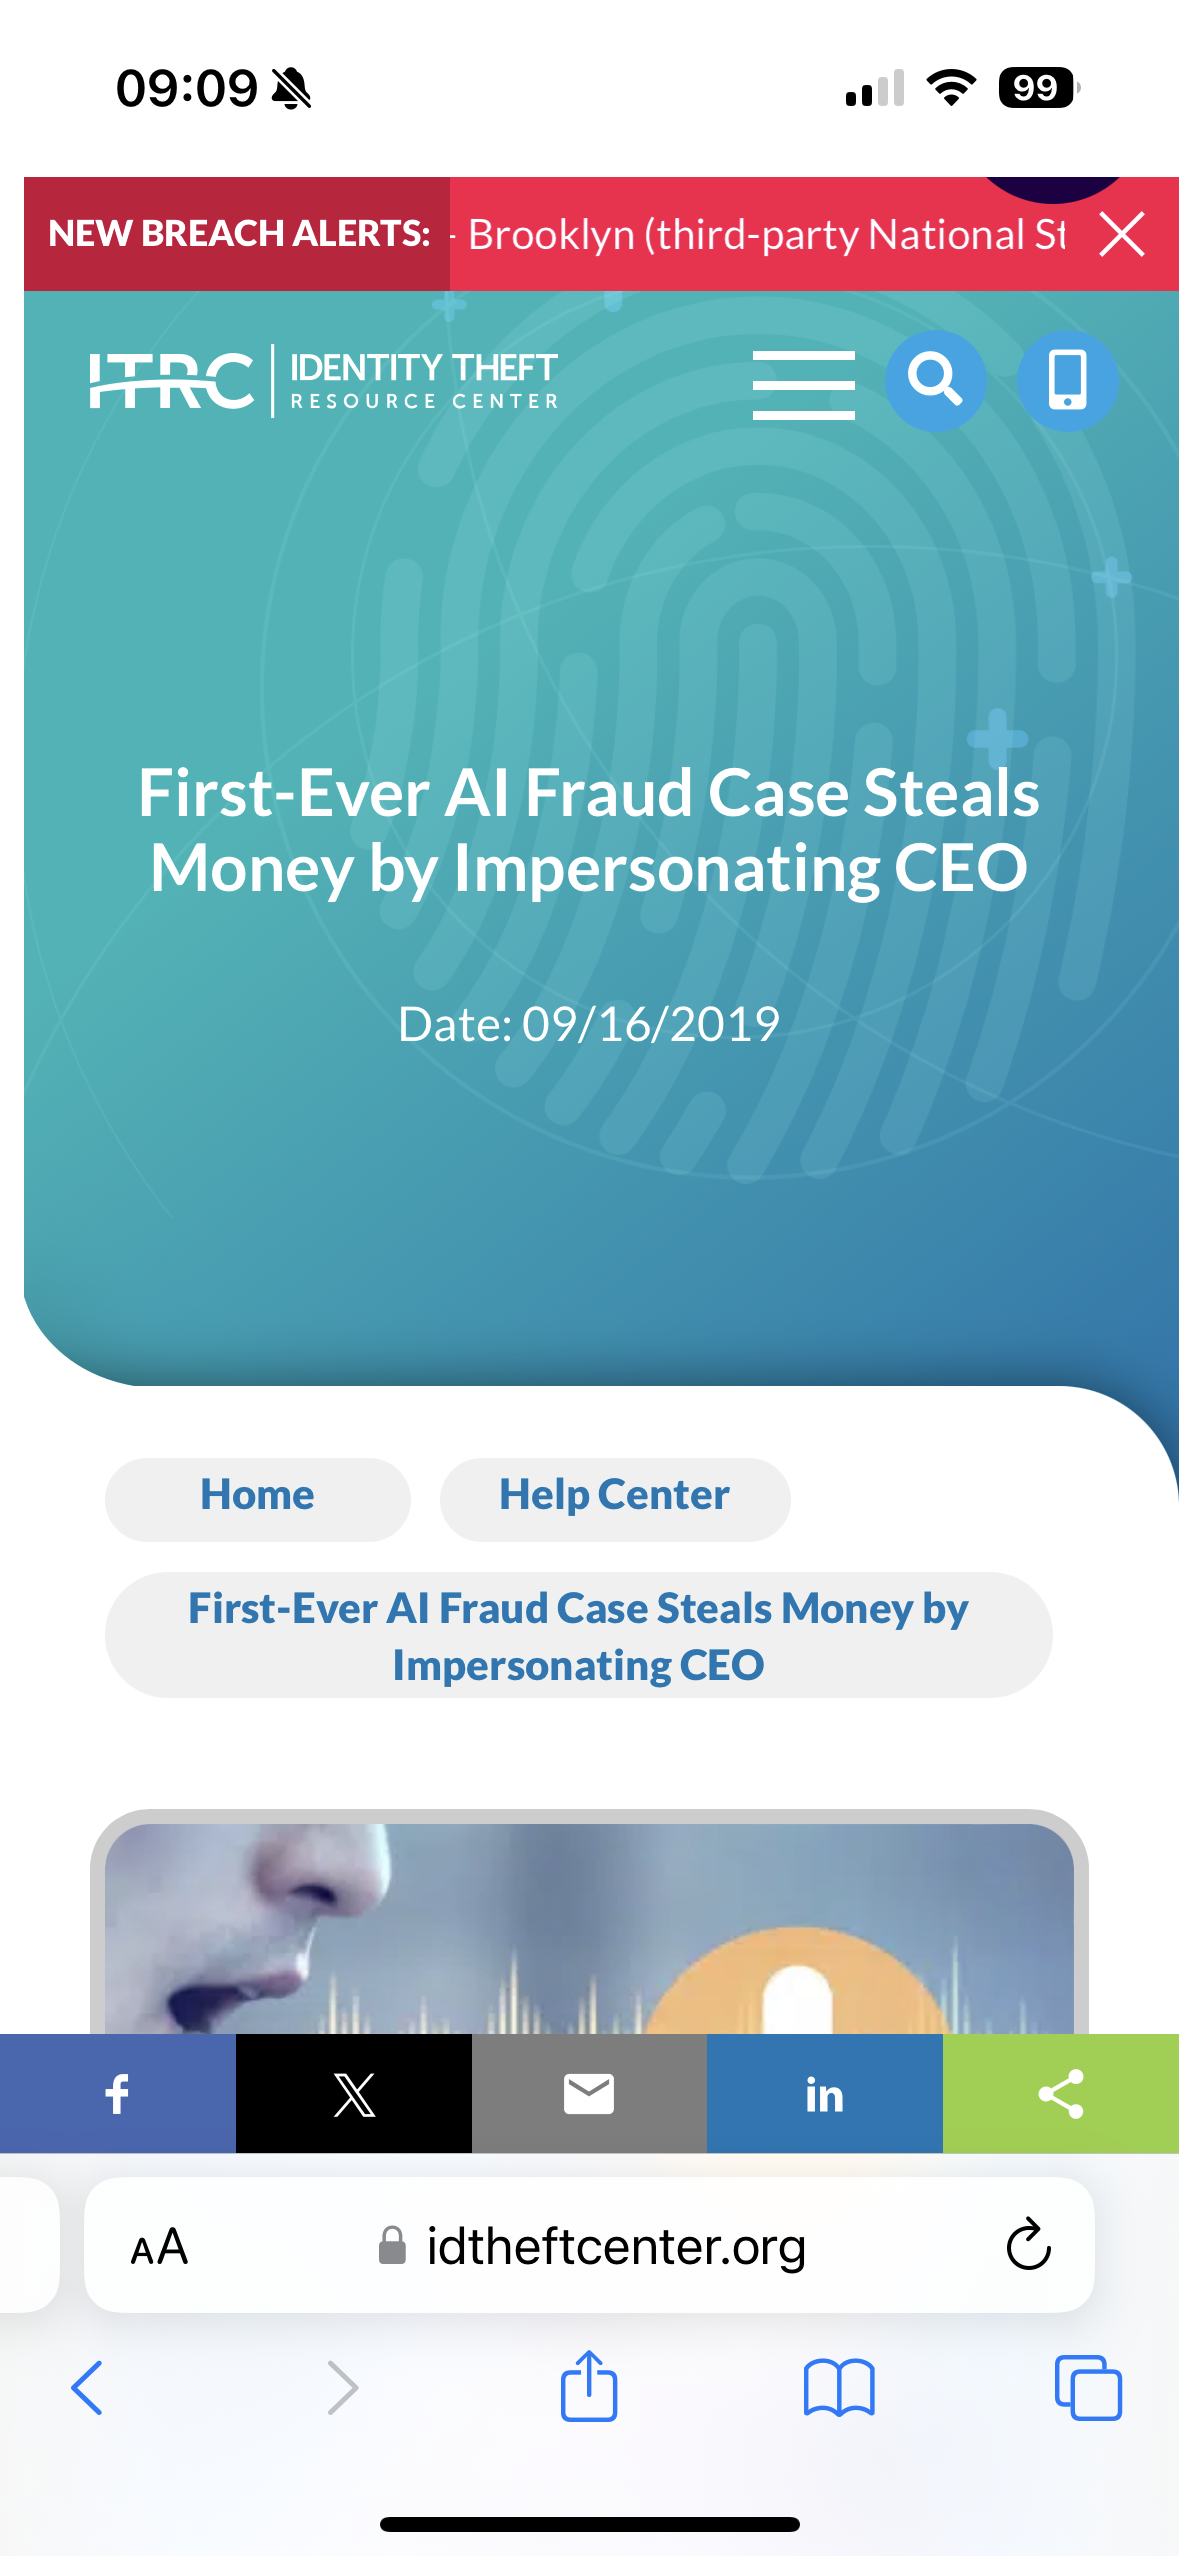 09:09
99
NEW BREACH ALERTS: - Brooklyn (third-party National St
ITRC IDENTITY THEFT
RESOURCE CENTER
First-Ever AI Fraud Case Steals
Money by Impersonating CEO
Date: 09/16/2019
Home
Help Center
First-Ever AI Fraud Case Steals Money by
Impersonating CEO
f
X
in
AA
idtheftcenter.org